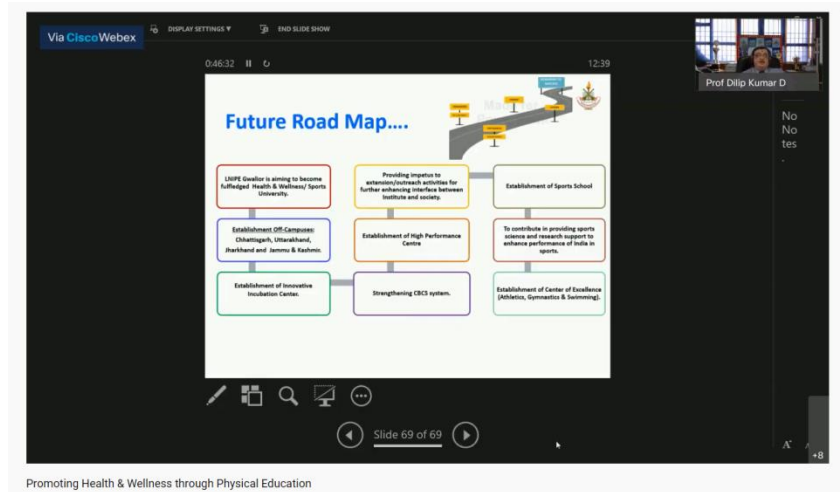 Via Cisco Webex
DISPLAY SETTINGS ▼
END SLIDE SHOW
0:46:32
12:39
Prof Dilip Kumar D
No
No
tes
.
Future Road Map....
LNIPE Gwalior is aiming to become
fulfledged Health & Wellness/ Sports
University.
Establishment Off-Campuses:
Chhattisgarh, Uttarakhand,
Jharkhand and Jammu & Kashmir.
Establishment of Innovative
Incubation Center.
Providing impetus to
extension/outreach activities for
further enhancing interface between
Institute and society.
Establishment of High Performance
Centre
Strengthening CBCS system.
Establishment of Sports School
To contribute in providing sports
science and research support to
enhance performance of India in
sports.
Establishment of Center of Excellence
(Athletics, Gymnastics & Swimming).
Slide 69 of 69
A
+8
Promoting Health & Wellness through Physical Education